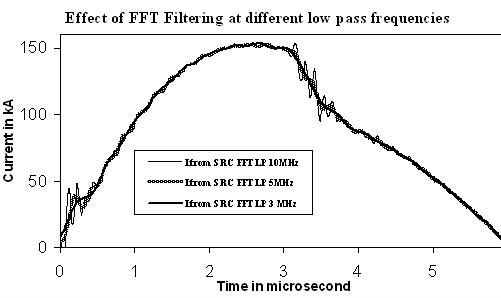 Effect of FFT Filtering at different low pass frequencies
150
100
50
0
Current in kA
Ifrom SRC FFT LP 10MHz
Ifrom SRC FFT LP 5MHz
Ifrom SRC FFT LP 3 MHz
0 1 2 3 4 5
Time in microsecond